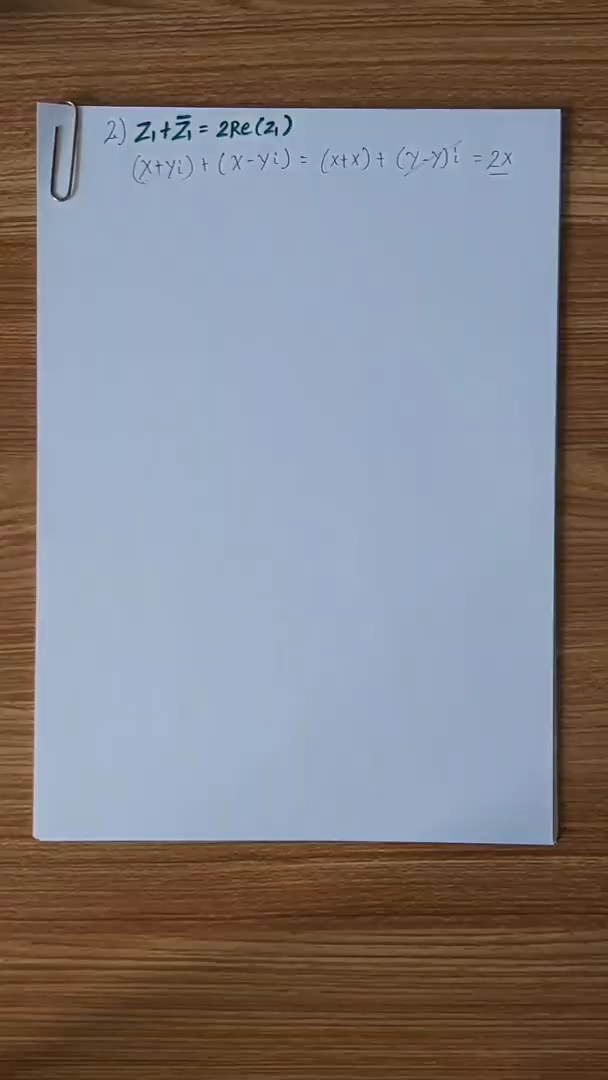 2) Z₁+Z̄₁ = 2Re(z₁)
(x+yi) + (x-yi) = (x+x) + (y-y)i = 2x